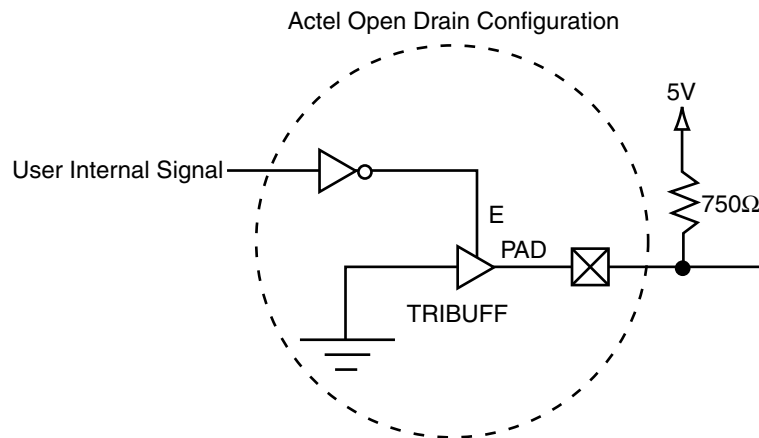 Actel Open Drain Configuration
5V
User Internal Signal
750Ω
E
PAD
TRIBUFF